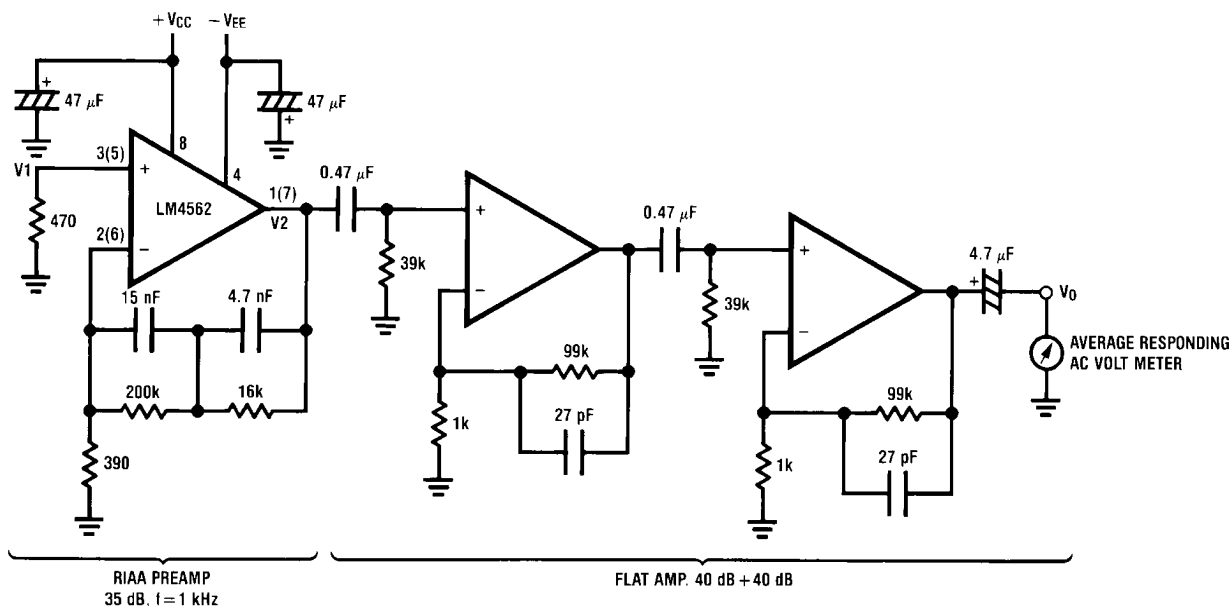 +VCC
−VEE
+
47 μF
47 μF
+
8
3(5)
V1
+
4
0.47 μF
LM4562
1(7)
V2
470
2(6)
−
+
0.47 μF
39k
−
+
4.7 μF
+
VO
39k
−
AVERAGE RESPONDING
AC VOLT METER
15 nF
4.7 nF
200k
16k
99k
1k
27 pF
99k
390
1k
27 pF
RIAA PREAMP
35 dB, f = 1 kHz
FLAT AMP. 40 dB + 40 dB